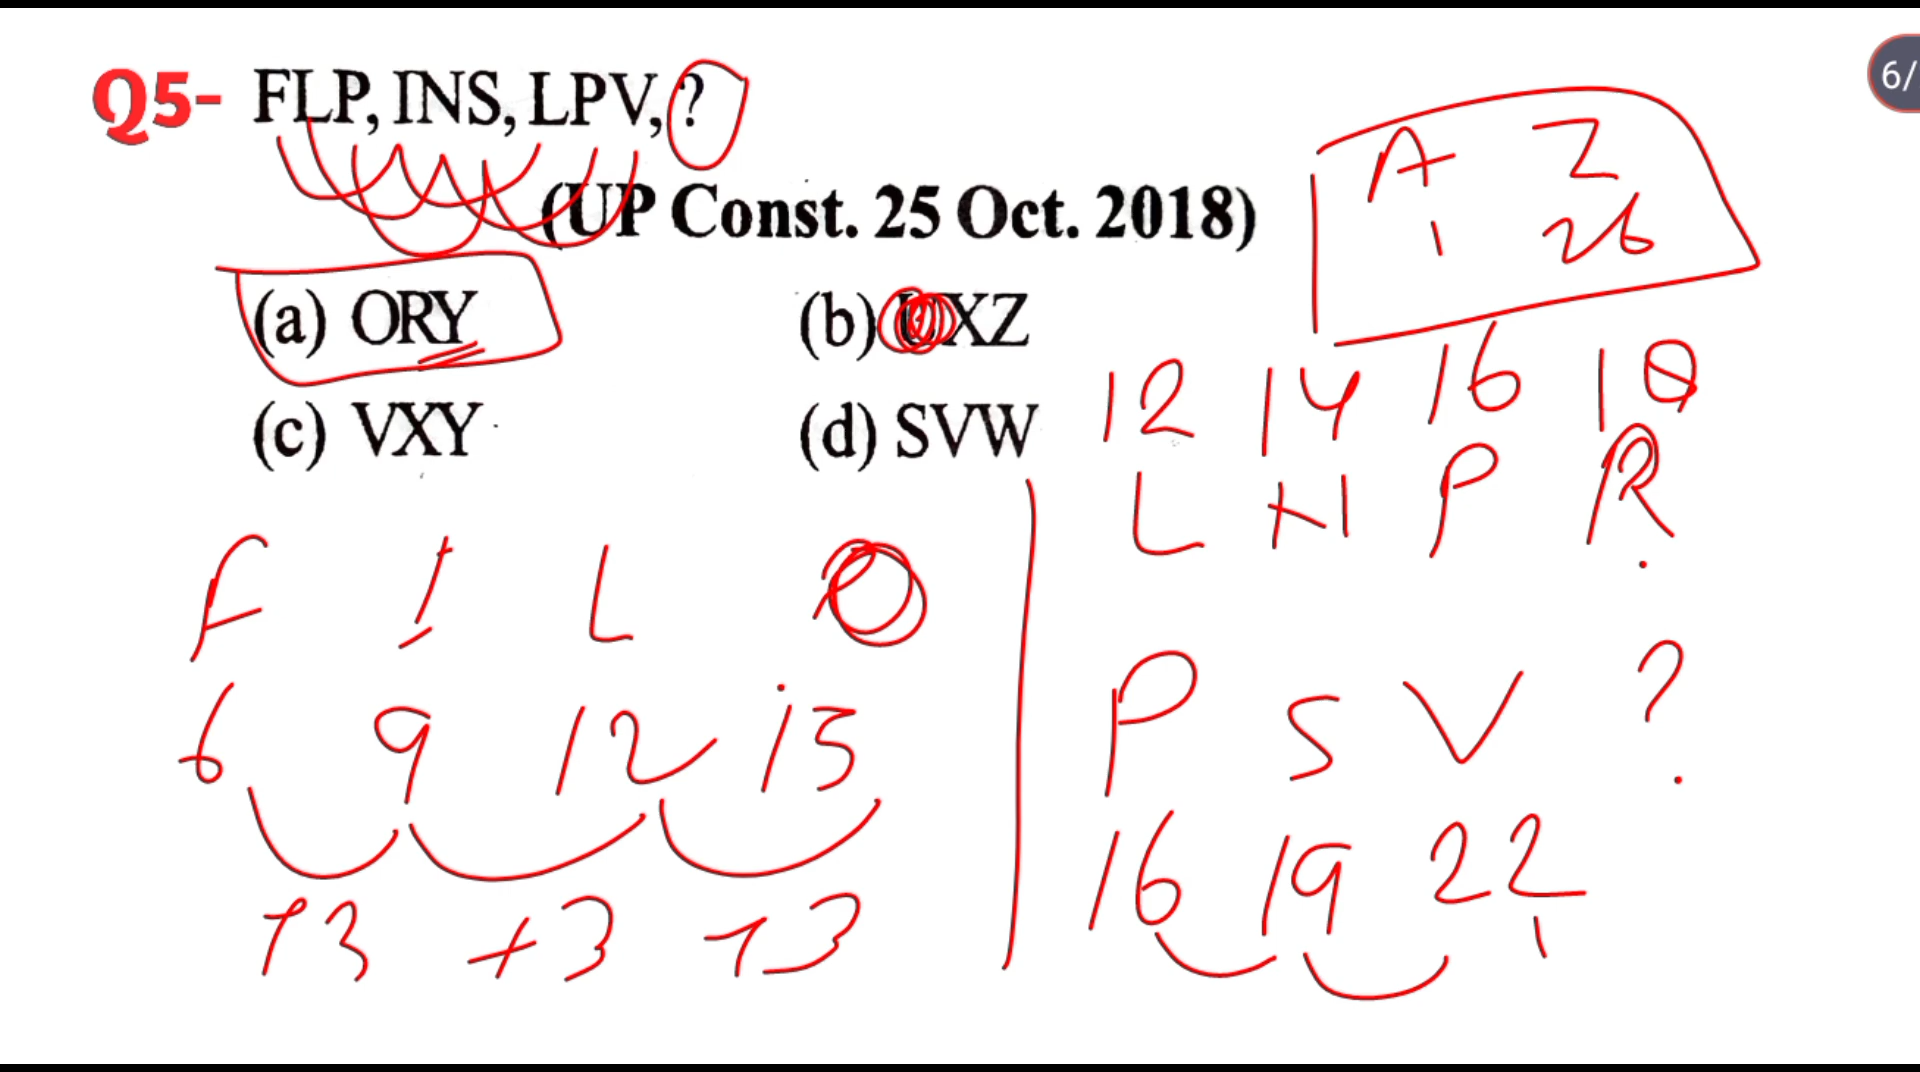 Q5- FLP, INS, LPV, ?
(UP Const. 25 Oct. 2018)
(a) ORY
(b) UXZ
(c) VXY
(d) SVW
A Z
1 26
12 14 16 18
L N P R
F I L O
6 9 12 15
+3 +3 +3
P S V ?
16 19 22
6/